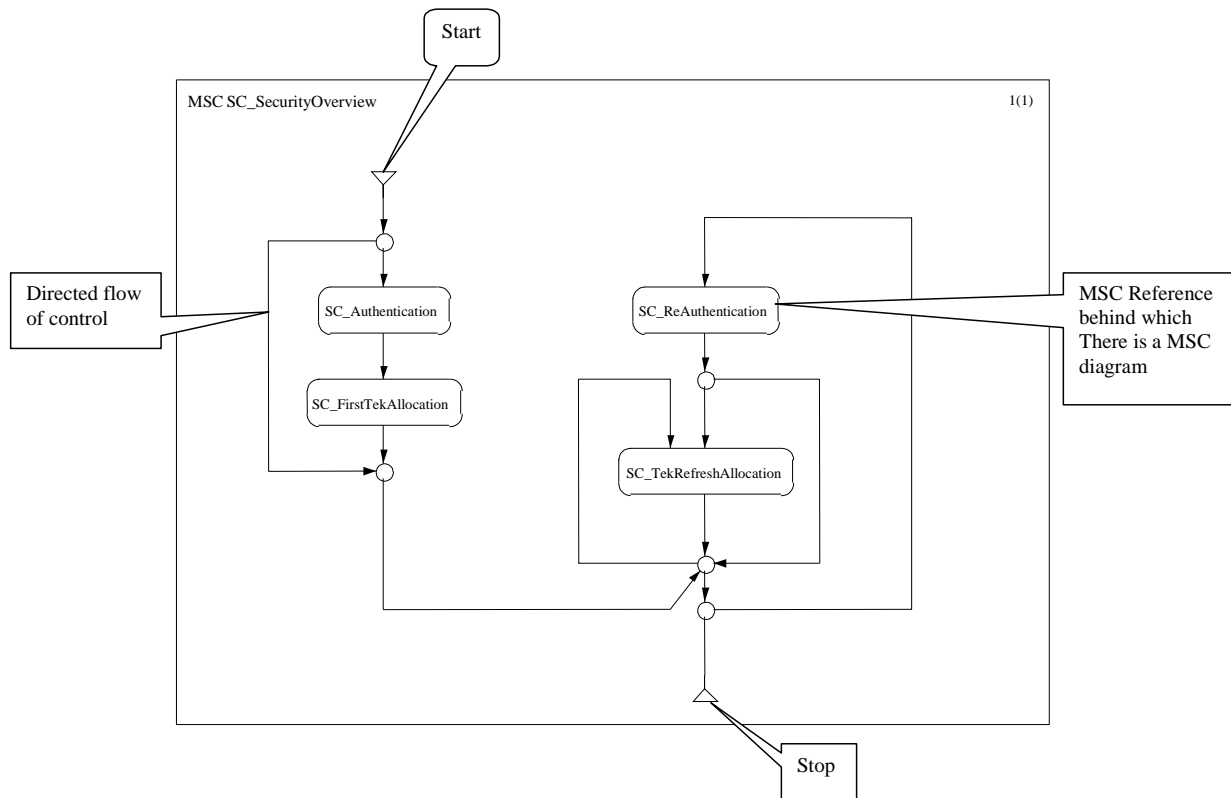 Start
MSC SC_SecurityOverview
1(1)
Directed flow
of control
SC_Authentication
SC_ReAuthentication
MSC Reference
behind which
There is a MSC
diagram
SC_FirstTekAllocation
SC_TekRefreshAllocation
Stop